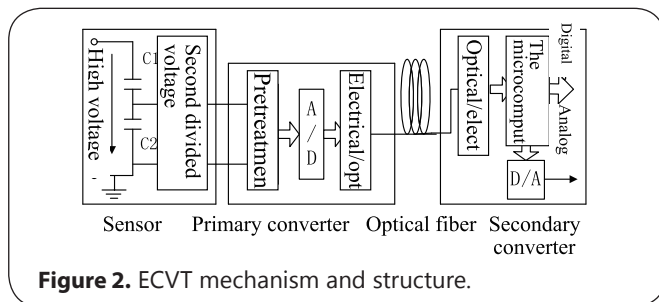 High voltage
-
C1
C2
Second divided
voltage
Pretreatmen
A
/
D
Electrical/opt
Optical/elect
The
microcomput
Digital
Analog
D/A
Sensor
Primary converter
Optical fiber
Secondary
converter
Figure 2. ECVT mechanism and structure.